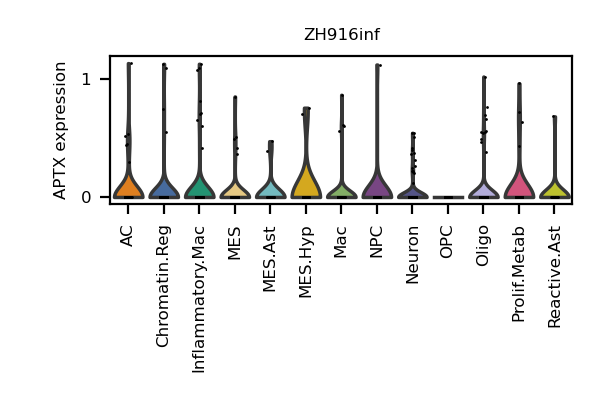 ZH916inf
APTX expression
1
0
AC
Chromatin.Reg
Inflammatory.Mac
MES
MES.Ast
MES.Hyp
Mac
NPC
Neuron
OPC
Oligo
Prolif.Metab
Reactive.Ast